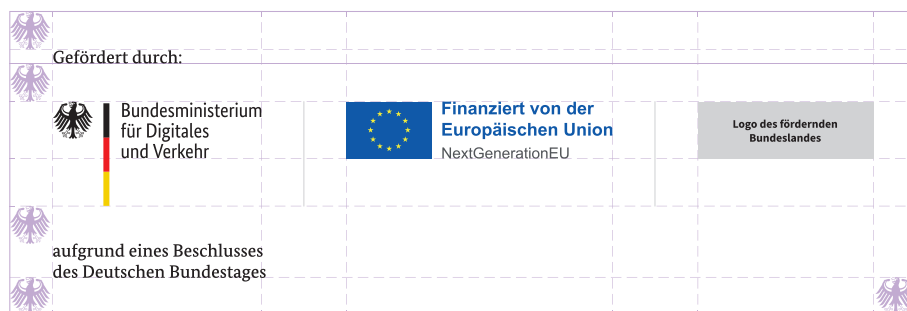 Gefördert durch:
Bundesministerium
für Digitales
und Verkehr
Finanziert von der
Europäischen Union
NextGenerationEU
Logo des fördernden
Bundeslandes
aufgrund eines Beschlusses
des Deutschen Bundestages